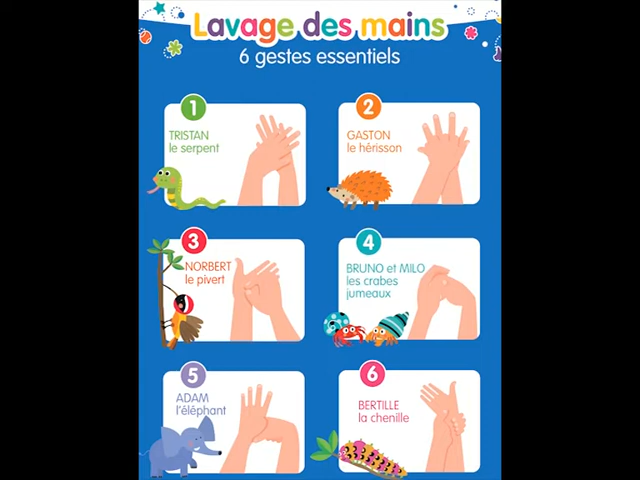 Lavage des mains
6 gestes essentiels
1
TRISTAN
le serpent
2
GASTON
le hérisson
3
NORBERT
le pivert
4
BRUNO et MILO
les crabes
jumeaux
5
ADAM
l'éléphant
6
BERTILLE
la chenille